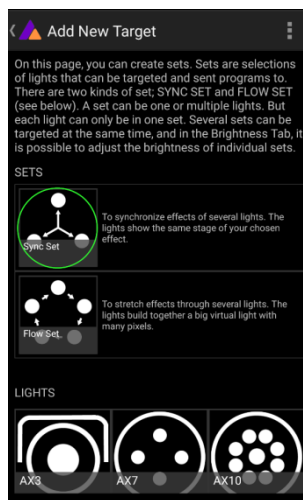 Add New Target
On this page, you can create sets. Sets are selections
of lights that can be targeted and sent programs to.
There are two kinds of set; SYNC SET and FLOW SET
(see below). A set can be one or multiple lights. But
each light can only be in one set. Several sets can be
targeted at the same time, and in the Brightness Tab, it
is possible to adjust the brightness of individual sets.
SETS
To synchronize effects of several lights. The
lights show the same stage of your chosen
effect.
Sync Set
To stretch effects through several lights. The
lights build together a big virtual light with
many pixels.
Flow Set
LIGHTS
AX3 AX7 AX10